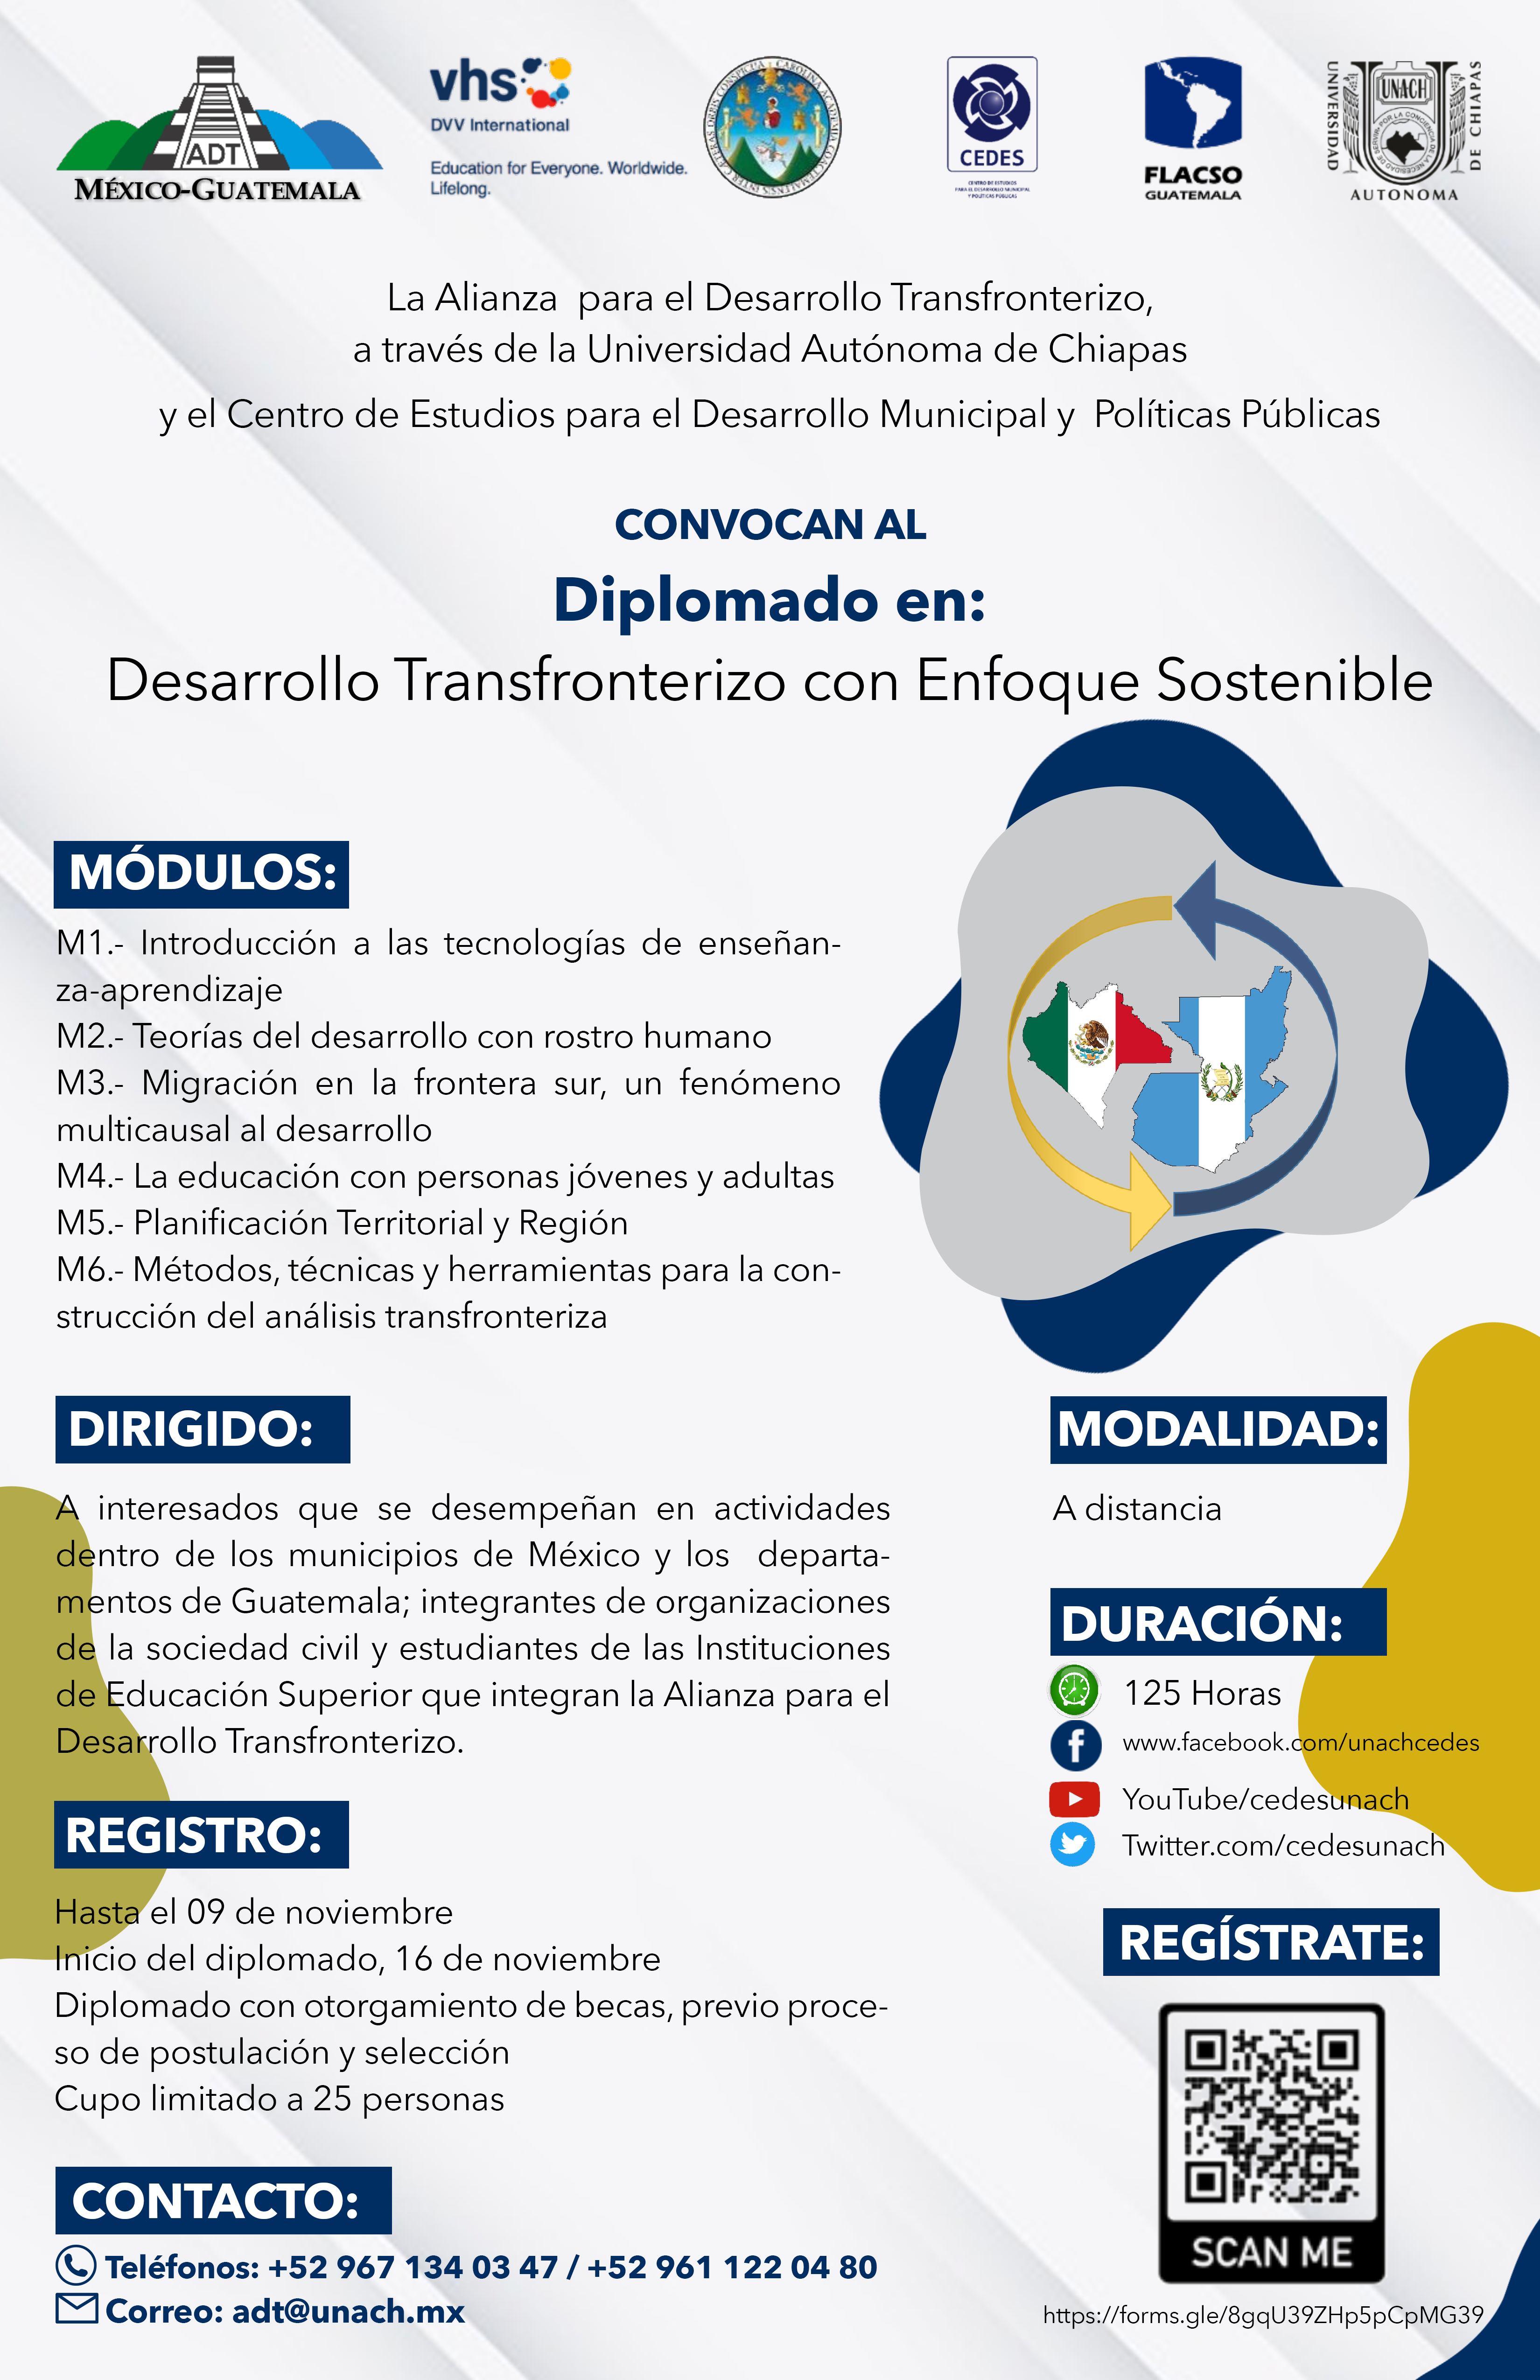 ADT
MÉXICO-GUATEMALA
vhs
DVV International
Education for Everyone. Worldwide.
Lifelong.
CEDES
CENTRO DE ESTUDIOS
PARA EL DESARROLLO MUNICIPAL
Y POLÍTICAS PÚBLICAS
FLACSO
GUATEMALA
UNIVERSIDAD
UNACH
DE CHIAPAS
AUTONOMA
La Alianza para el Desarrollo Transfronterizo,
a través de la Universidad Autónoma de Chiapas
y el Centro de Estudios para el Desarrollo Municipal y Políticas Públicas
CONVOCAN AL
Diplomado en:
Desarrollo Transfronterizo con Enfoque Sostenible
MÓDULOS:
M1.- Introducción a las tecnologías de enseñan-
za-aprendizaje
M2.- Teorías del desarrollo con rostro humano
M3.- Migración en la frontera sur, un fenómeno
multicausal al desarrollo
M4.- La educación con personas jóvenes y adultas
M5.- Planificación Territorial y Región
M6.- Métodos, técnicas y herramientas para la con-
strucción del análisis transfronteriza
DIRIGIDO:
A interesados que se desempeñan en actividades
dentro de los municipios de México y los departa-
mentos de Guatemala; integrantes de organizaciones
de la sociedad civil y estudiantes de las Instituciones
de Educación Superior que integran la Alianza para el
Desarrollo Transfronterizo.
MODALIDAD:
A distancia
DURACIÓN:
125 Horas
www.facebook.com/unachcedes
YouTube/cedesunach
Twitter.com/cedesunach
REGISTRO:
Hasta el 09 de noviembre
Inicio del diplomado, 16 de noviembre
Diplomado con otorgamiento de becas, previo proce-
so de postulación y selección
Cupo limitado a 25 personas
REGÍSTRATE:
SCAN ME
https://forms.gle/8gqU39ZHp5pCpMG39
CONTACTO:
Teléfonos: +52 967 134 03 47 / +52 961 122 04 80
Correo: adt@unach.mx